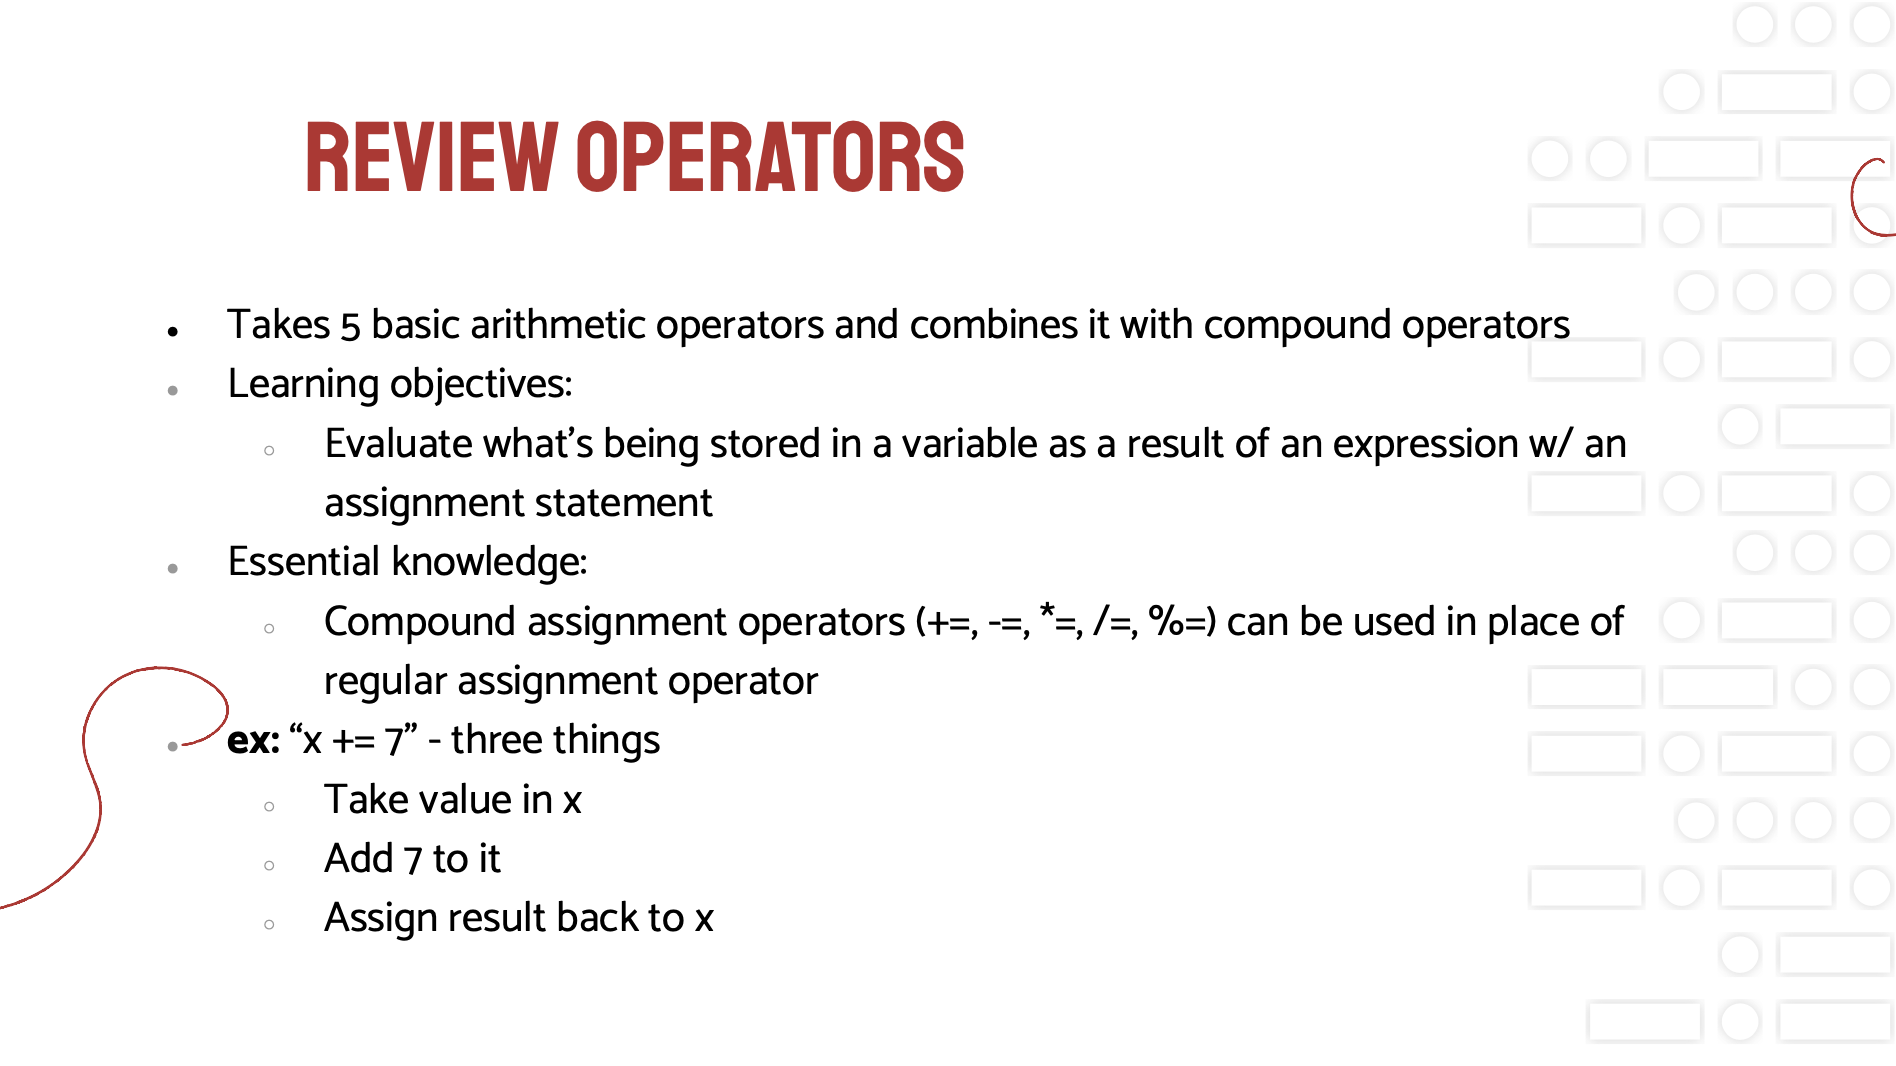 REVIEW OPERATORS
Takes 5 basic arithmetic operators and combines it with compound operators
Learning objectives:
Evaluate what’s being stored in a variable as a result of an expression w/ an
assignment statement
Essential knowledge:
Compound assignment operators (+=, -=, *=, /=, %=) can be used in place of
regular assignment operator
ex: “x += 7” - three things
Take value in x
Add 7 to it
Assign result back to x